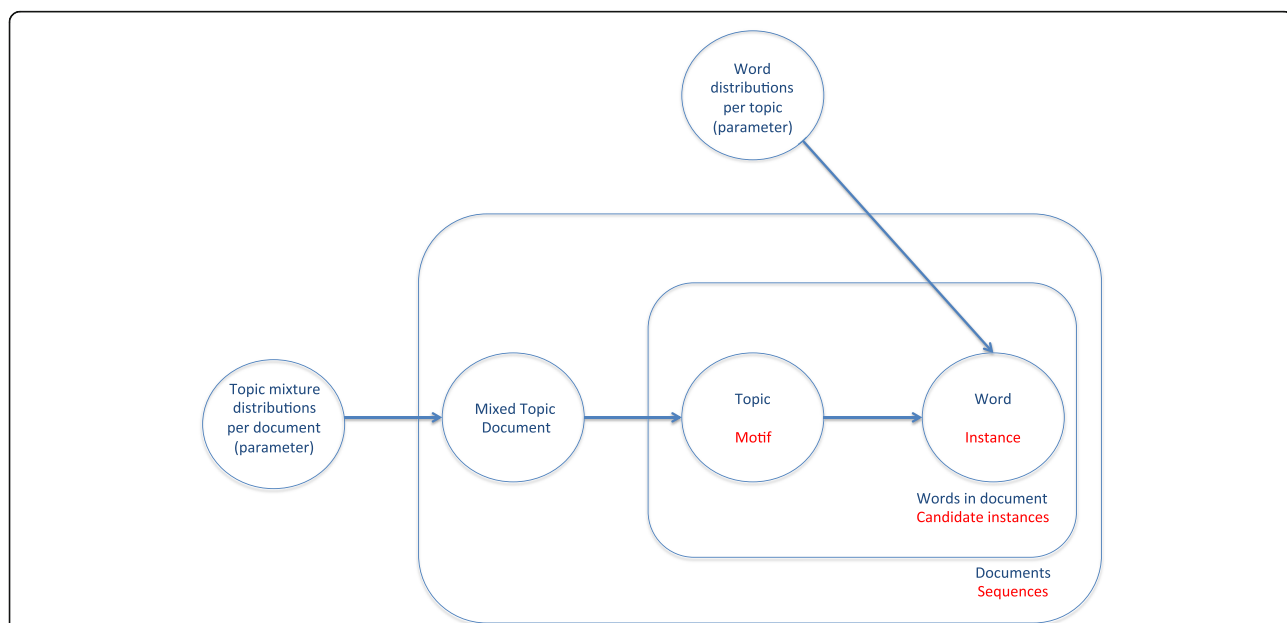 Word
distributions
per topic
(parameter)
Topic mixture
distributions
per document
(parameter)
Mixed Topic
Document
Topic
Motif
Word
Instance
Words in document
Candidate instances
Documents
Sequences